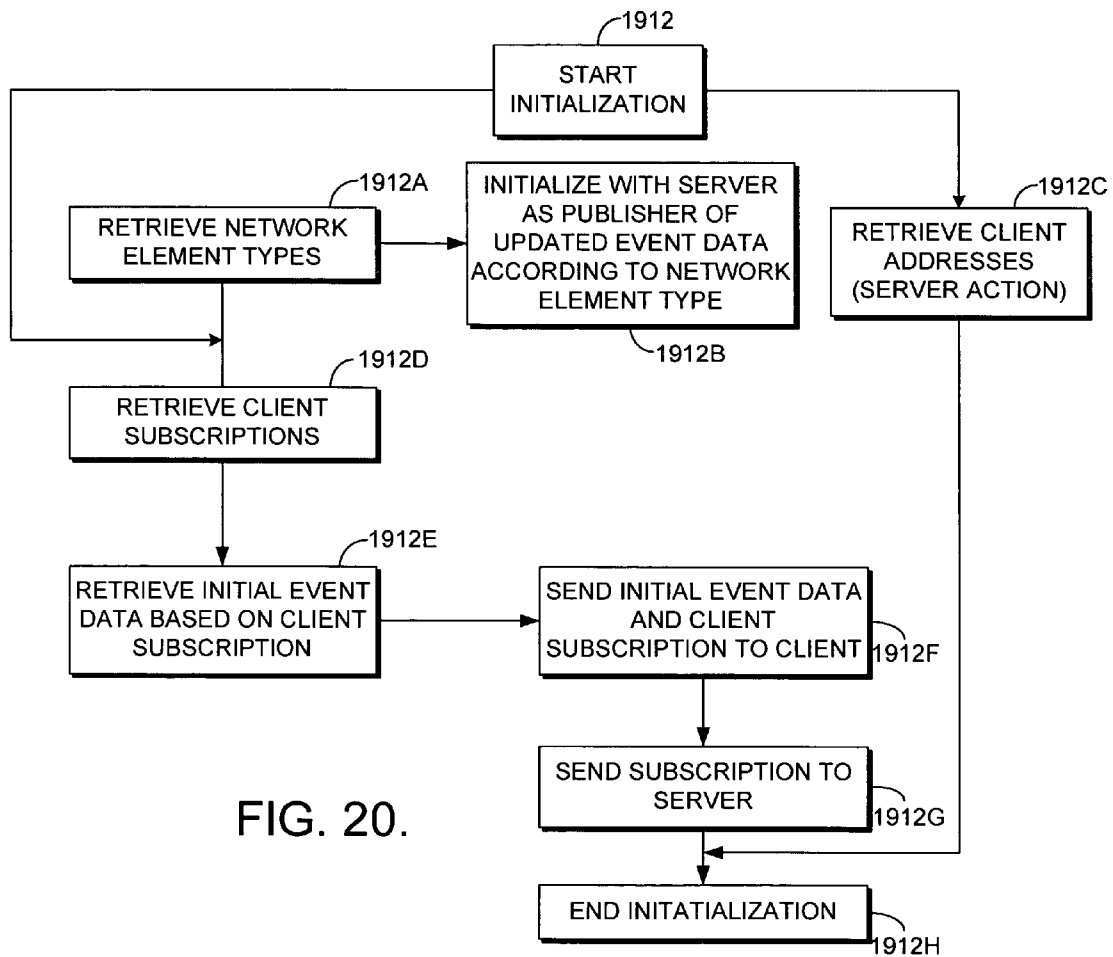 1912
START
INITIALIZATION
1912A
RETRIEVE NETWORK
ELEMENT TYPES
INITIALIZE WITH SERVER
AS PUBLISHER OF
UPDATED EVENT DATA
ACCORDING TO NETWORK
ELEMENT TYPE
1912B
1912C
RETRIEVE CLIENT
ADDRESSES
(SERVER ACTION)
1912D
RETRIEVE CLIENT
SUBSCRIPTIONS
1912E
RETRIEVE INITIAL EVENT
DATA BASED ON CLIENT
SUBSCRIPTION
SEND INITIAL EVENT DATA
AND CLIENT
SUBSCRIPTION TO CLIENT
1912F
SEND SUBSCRIPTION TO
SERVER
1912G
FIG. 20.
END INITATIALIZATION
1912H